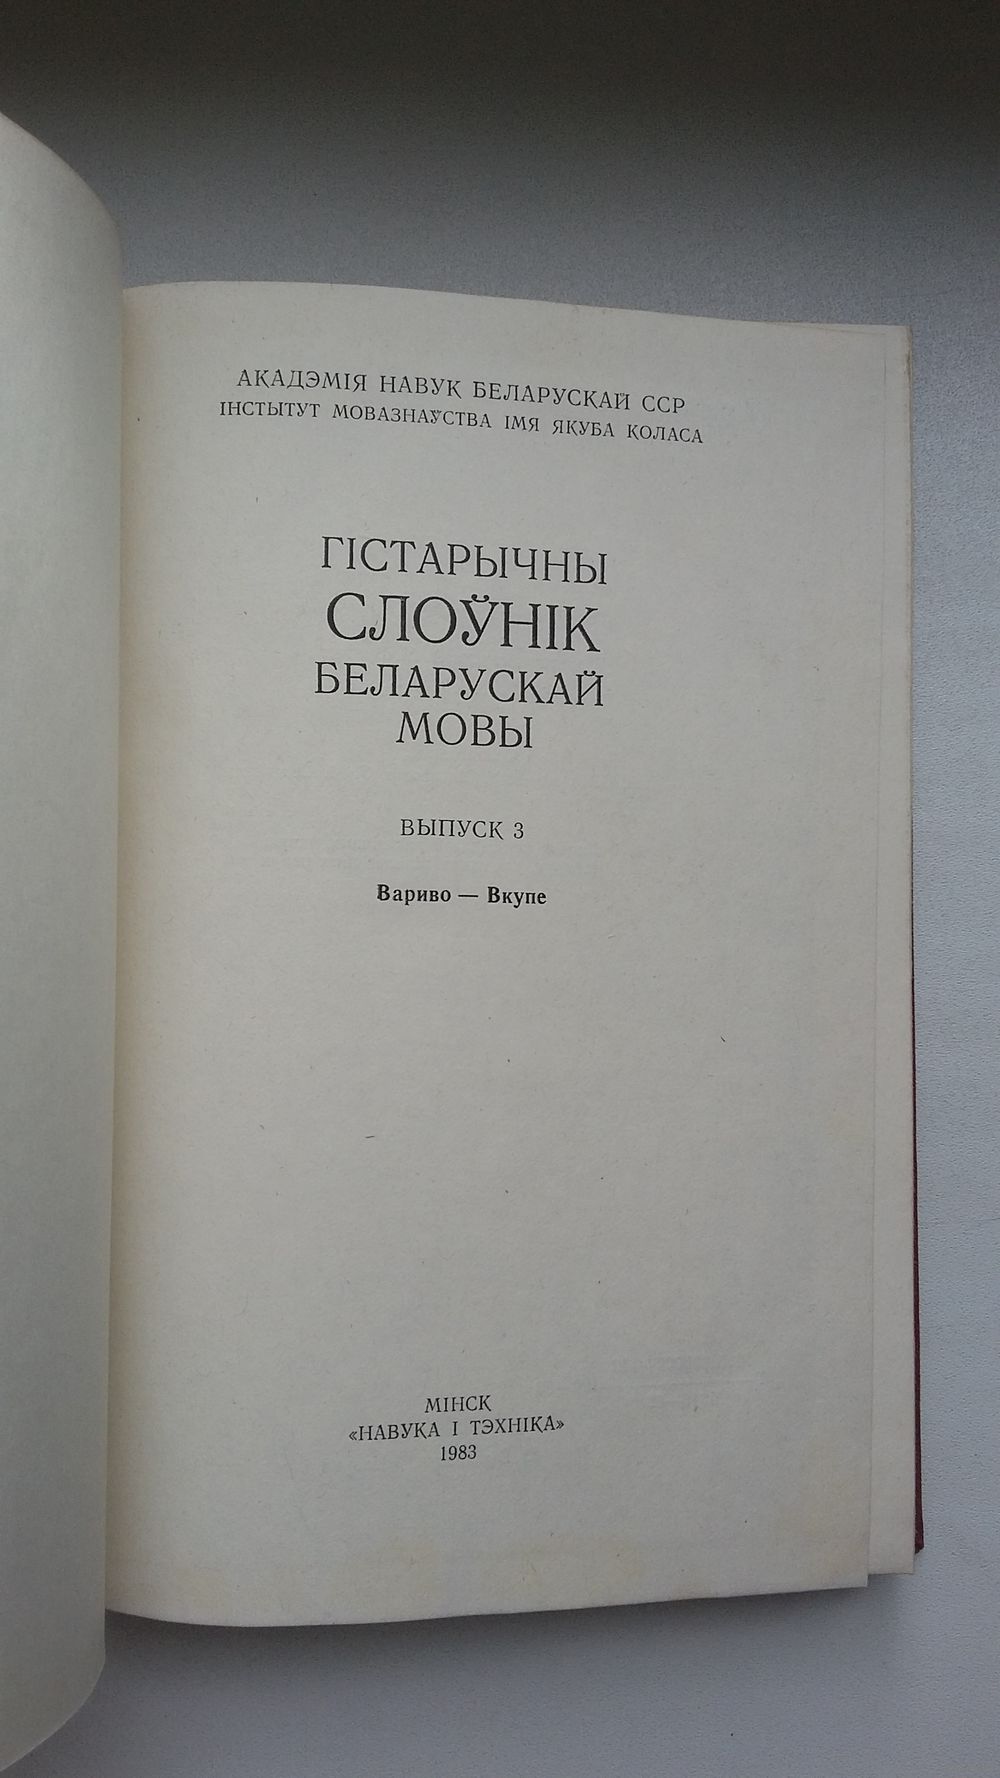 АКАДЭМІЯ НАВУК БЕЛАРУСКАЙ ССР
ІНСТЫТУТ МОВАЗНАЎСТВА ІМЯ ЯКУБА КОЛАСА
ГІСТАРЫЧНЫ
СЛОЎНІК
БЕЛАРУСКАЙ
МОВЫ
ВЫПУСК 3
Вариво — Вкупе
МІНСК
«НАВУКА І ТЭХНІКА»
1983